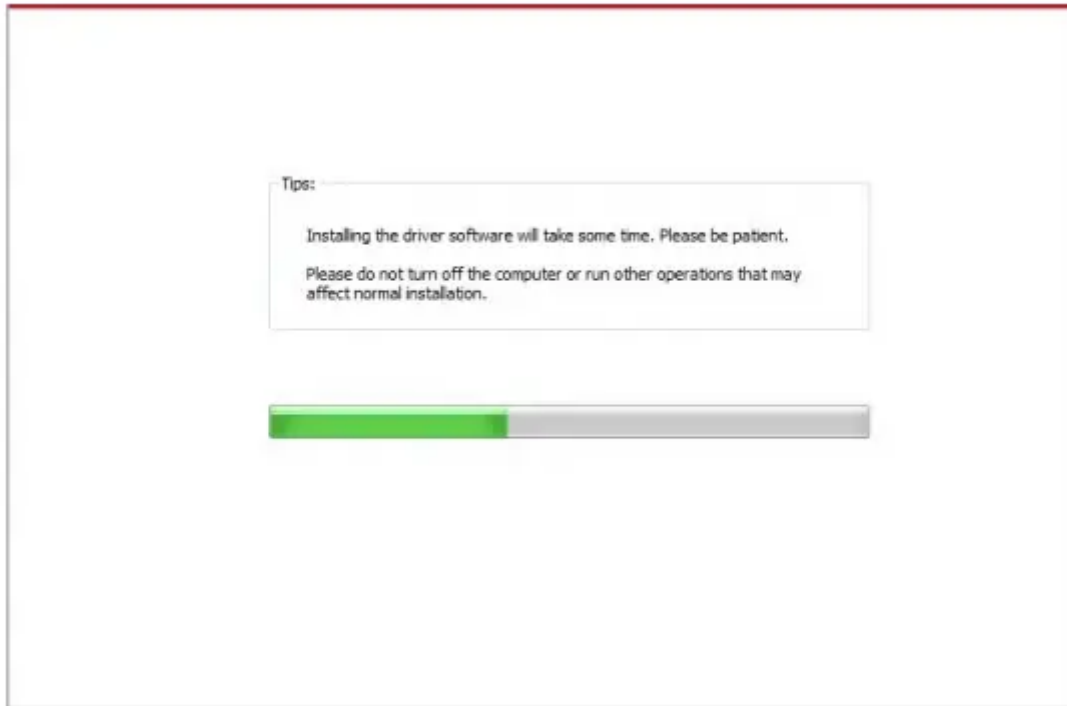 Tips:
Installing the driver software will take some time. Please be patient.
Please do not turn off the computer or run other operations that may
affect normal installation.